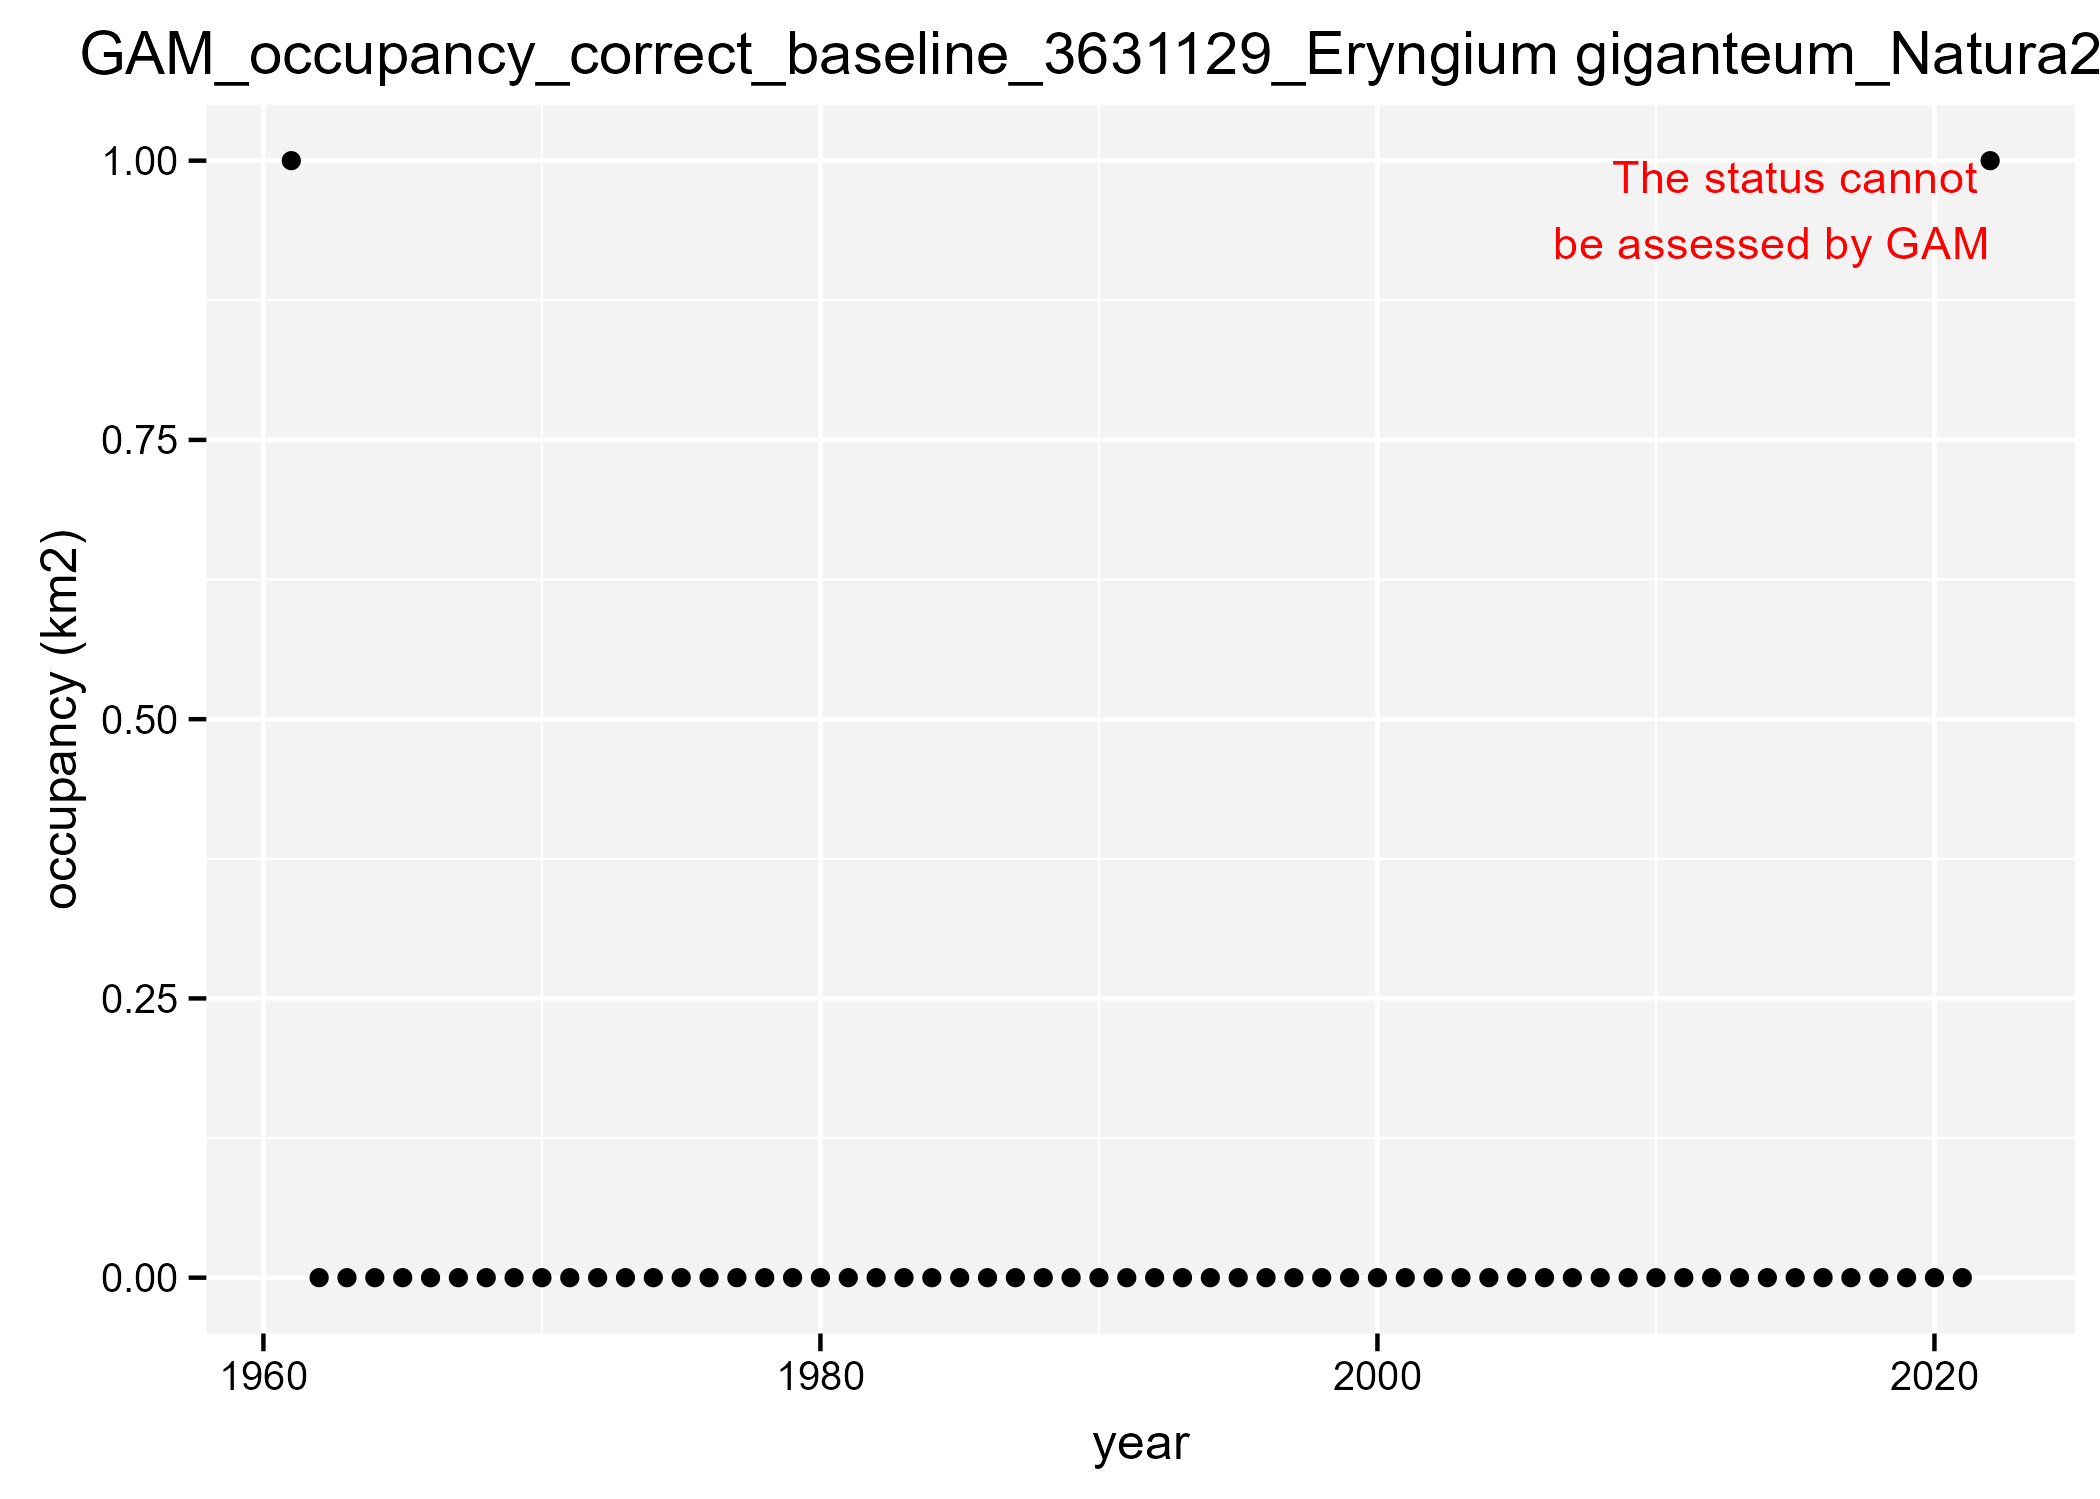 GAM_occupancy_correct_baseline_3631129_Eryngium giganteum_Natura2
1.00
The status cannot
be assessed by GAM
0.75
occupancy (km2)
0.50
0.25
0.00
1960
1980
2000
2020
year